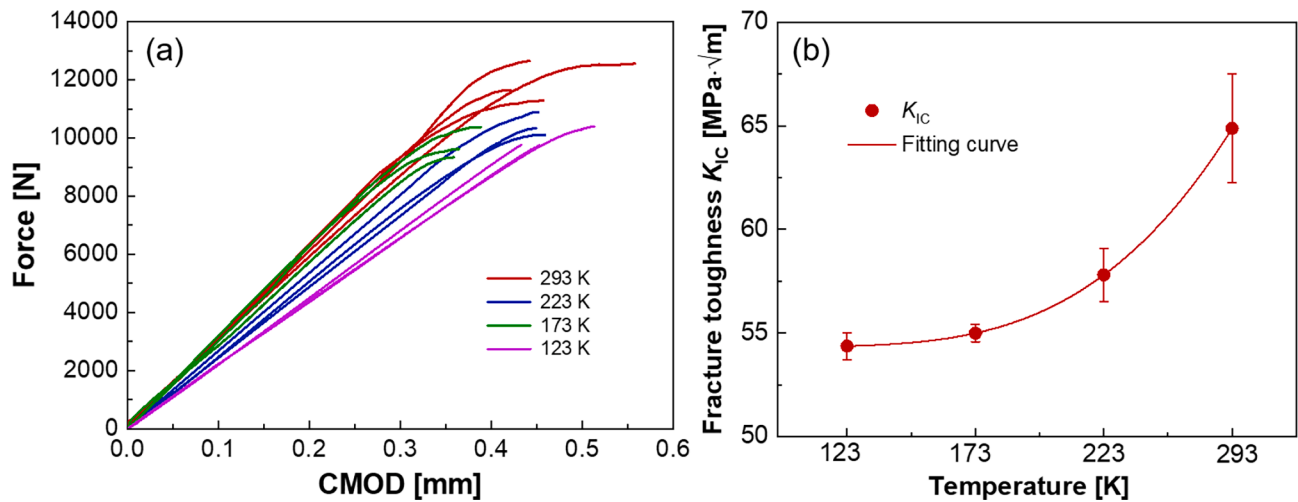 (a)
Force [N]
14000
12000
10000
8000
6000
4000
2000
0
293 K
223 K
173 K
123 K
0.0 0.1 0.2 0.3 0.4 0.5 0.6
CMOD [mm]
(b)
Fracture toughness KIC [MPa·√m]
75
70
65
60
55
50
KIC
Fitting curve
123 173 223 293
Temperature [K]